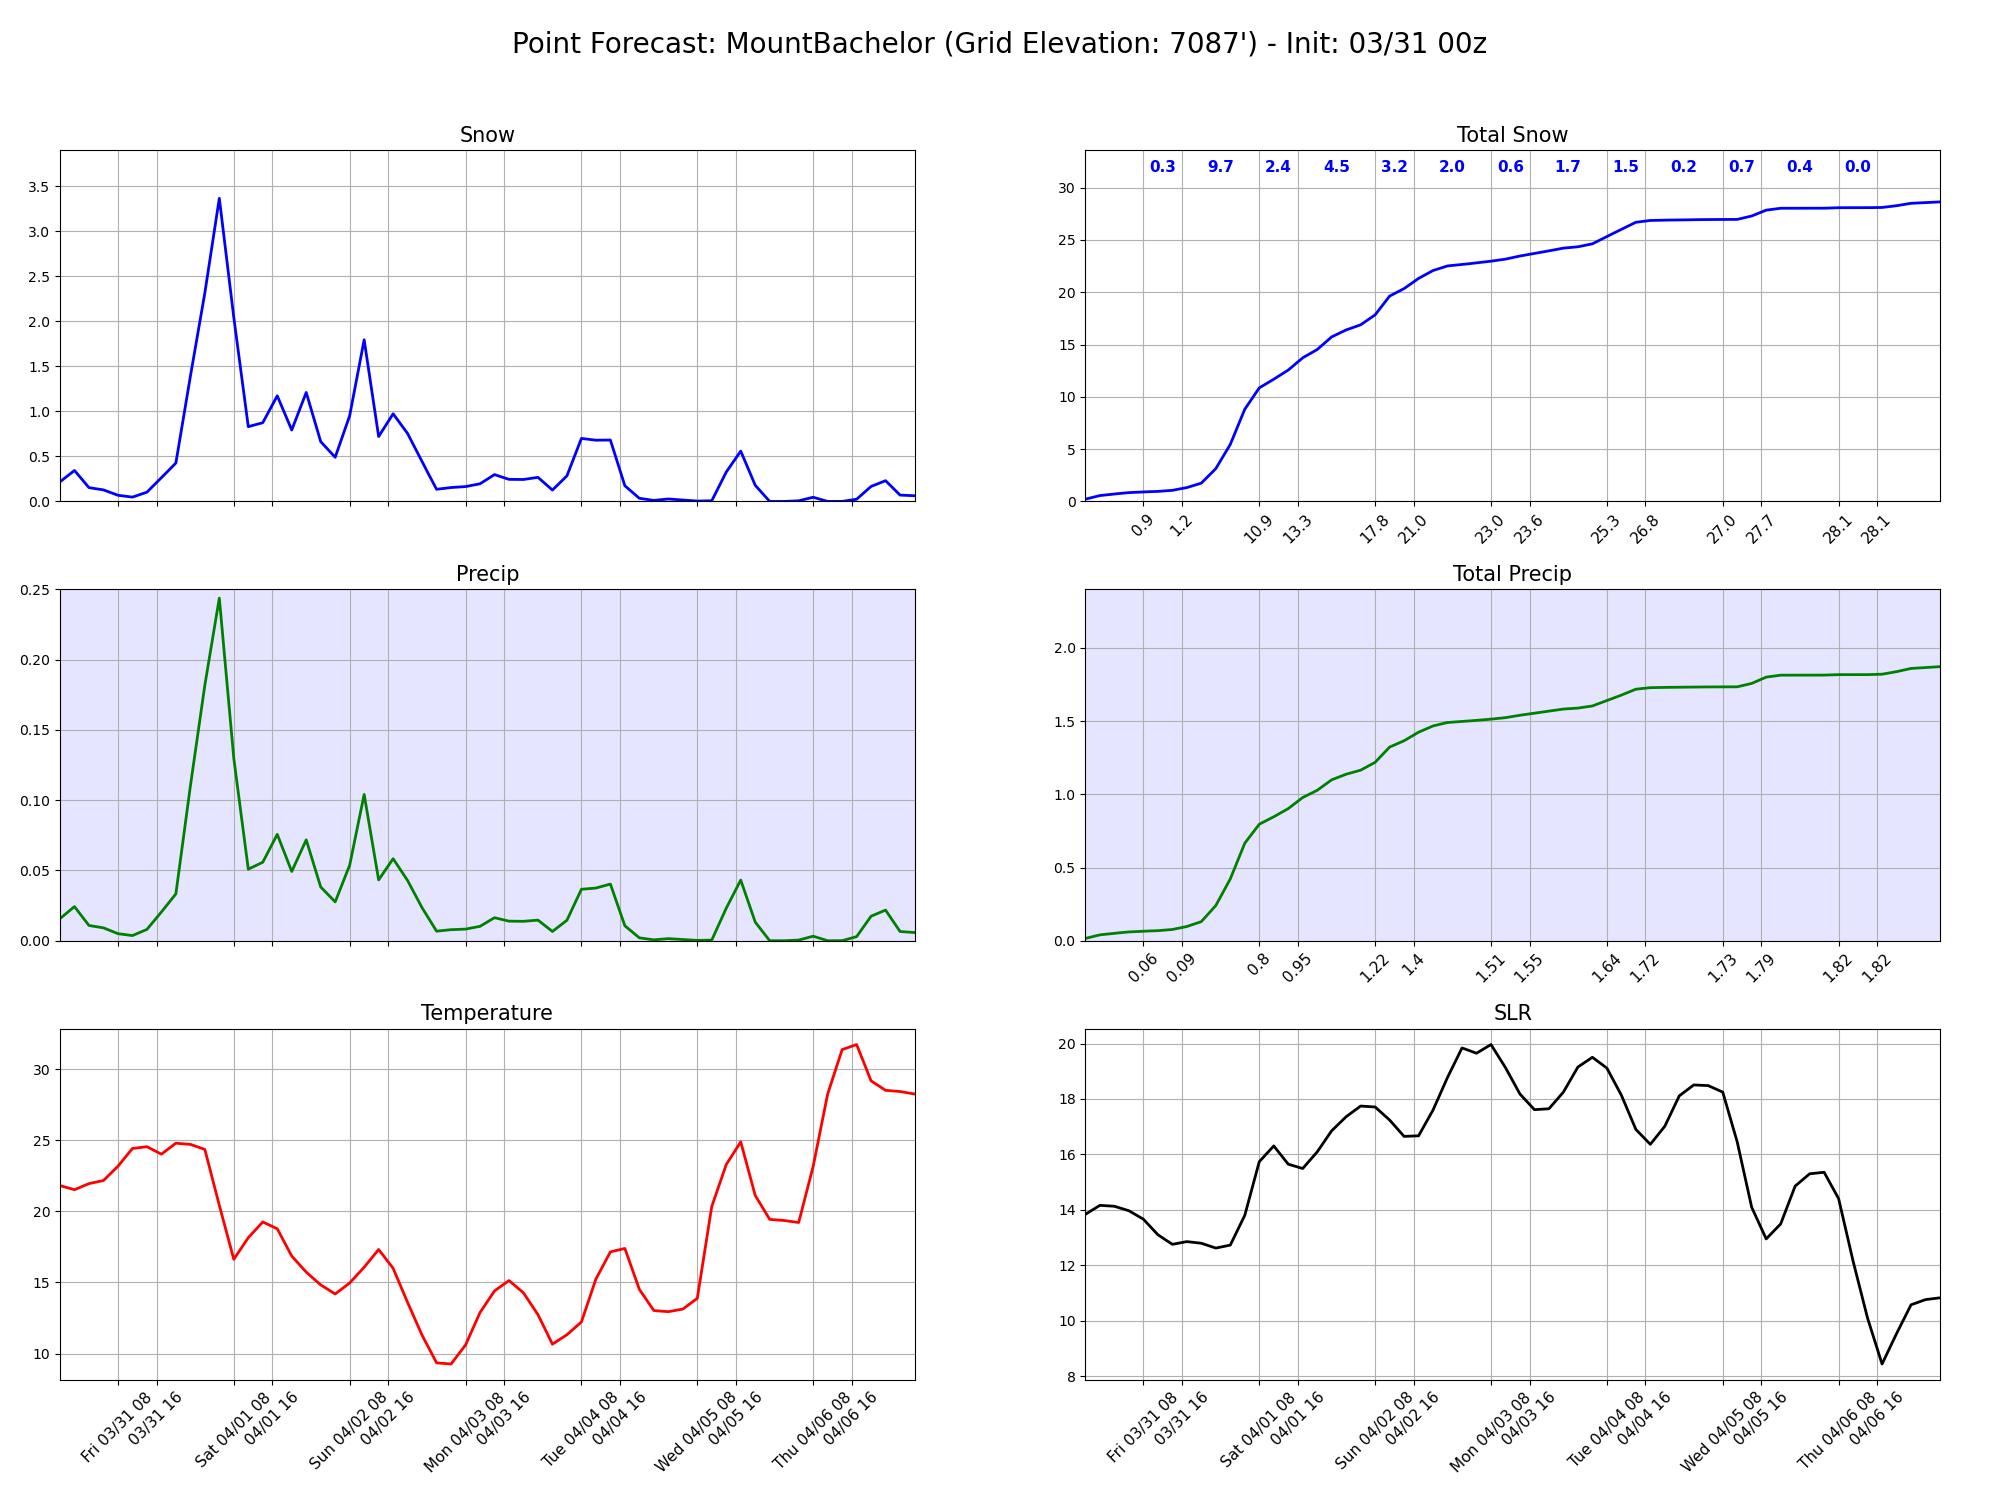 Point Forecast: MountBachelor (Grid Elevation: 7087') - Init: 03/31 00z
Snow
3.5
3.0
2.5
2.0
1.5
1.0
0.5
0.0
Total Snow
0.3 9.7 2.4 4.5 3.2 2.0 0.6 1.7 1.5 0.2 0.7 0.4 0.0
30
25
20
15
10
5
0
0.9 1.2 10.9 13.3 17.8 21.0 23.0 23.6 25.3 26.8 27.0 27.7 28.1 28.1
Precip
0.25
0.20
0.15
0.10
0.05
0.00
Total Precip
2.0
1.5
1.0
0.5
0.0
0.06 0.09 0.8 0.95 1.22 1.4 1.51 1.55 1.64 1.72 1.73 1.79 1.82 1.82
Temperature
30
25
20
15
10
Fri 03/31 08
03/31 16
Sat 04/01 08
04/01 16
Sun 04/02 08
04/02 16
Mon 04/03 08
04/03 16
Tue 04/04 08
04/04 16
Wed 04/05 08
04/05 16
Thu 04/06 08
04/06 16
SLR
20
18
16
14
12
10
8
Fri 03/31 08
03/31 16
Sat 04/01 08
04/01 16
Sun 04/02 08
04/02 16
Mon 04/03 08
04/03 16
Tue 04/04 08
04/04 16
Wed 04/05 08
04/05 16
Thu 04/06 08
04/06 16